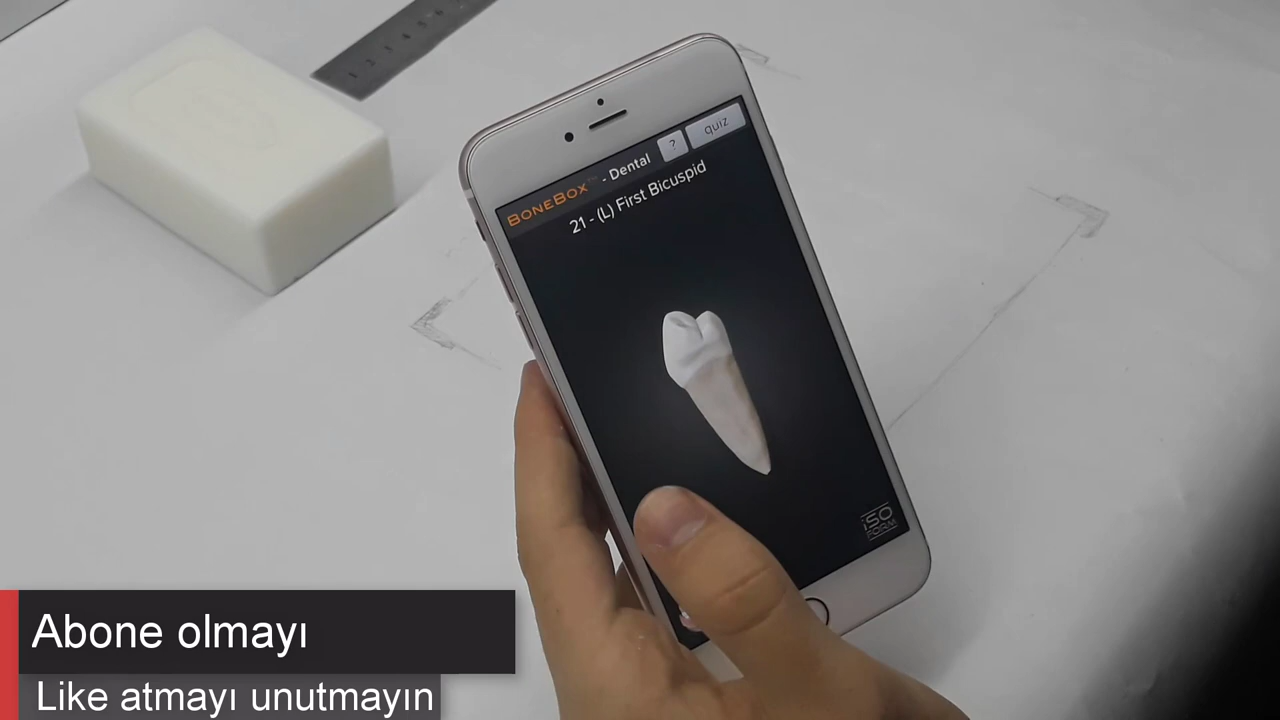 BONEBOX™ - Dental
?
quiz
21 - (L) First Bicuspid
iSO
FORM
Abone olmayı
Like atmayı unutmayın